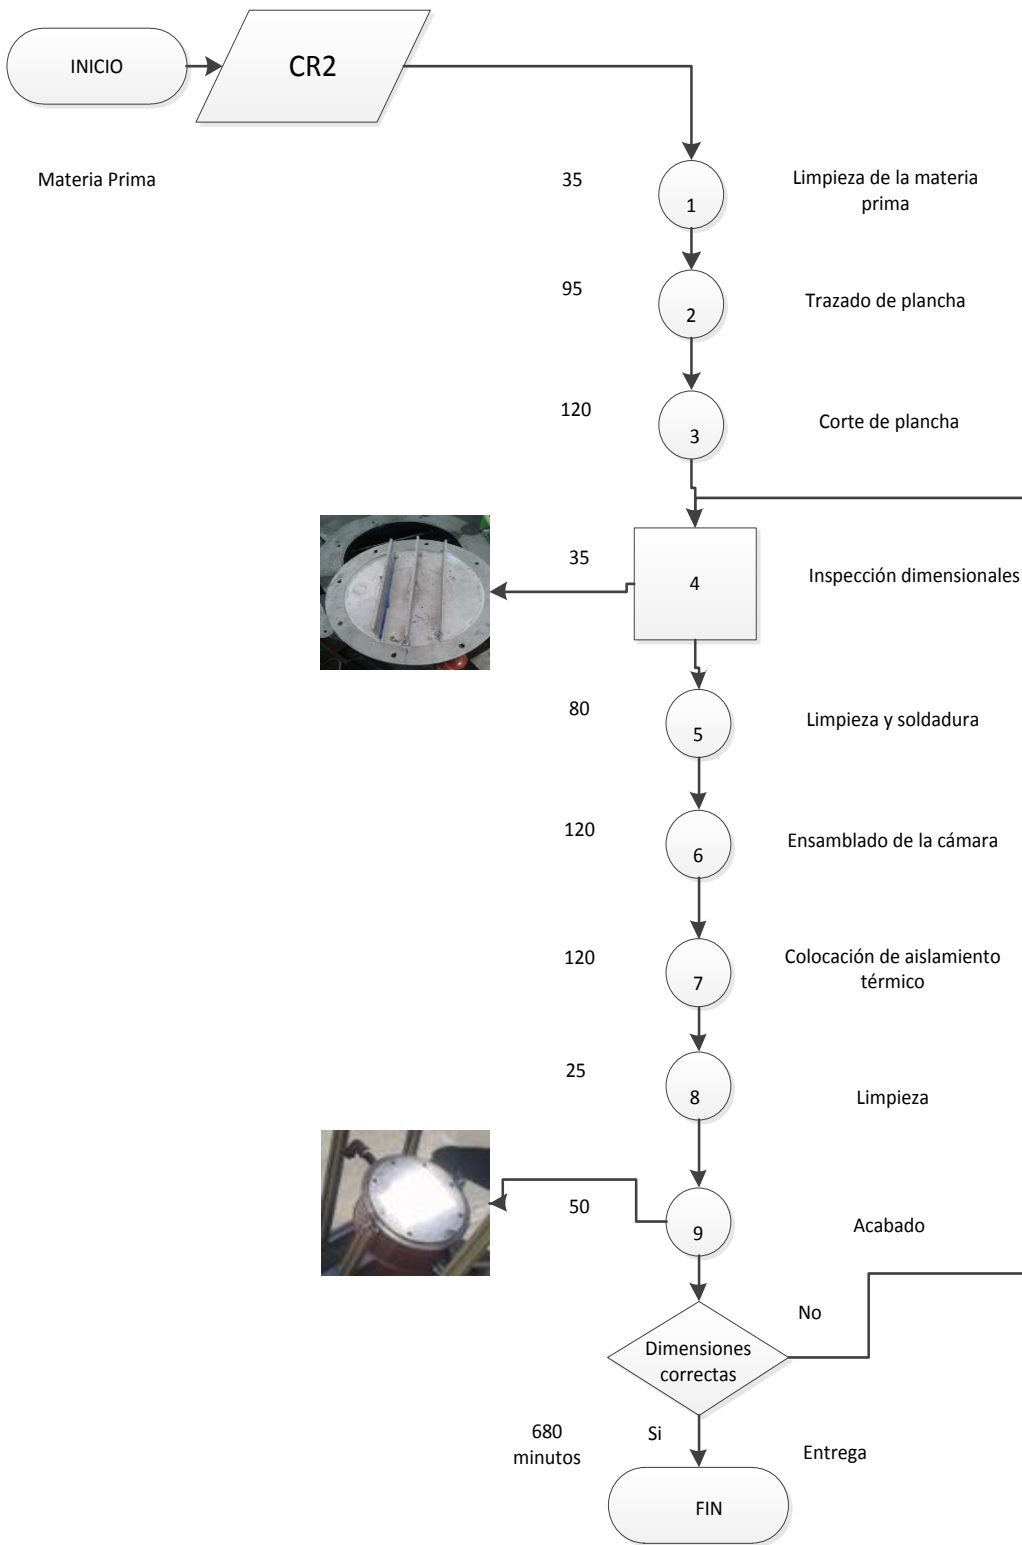 INICIO
CR2
Materia Prima
35
1
Limpieza de la materia
prima
95
2
Trazado de plancha
120
3
Corte de plancha
35
4
Inspección dimensionales
80
5
Limpieza y soldadura
120
6
Ensamblado de la cámara
120
7
Colocación de aislamiento
térmico
25
8
Limpieza
50
9
Acabado
No
Dimensiones
correctas
680
minutos
Si
Entrega
FIN